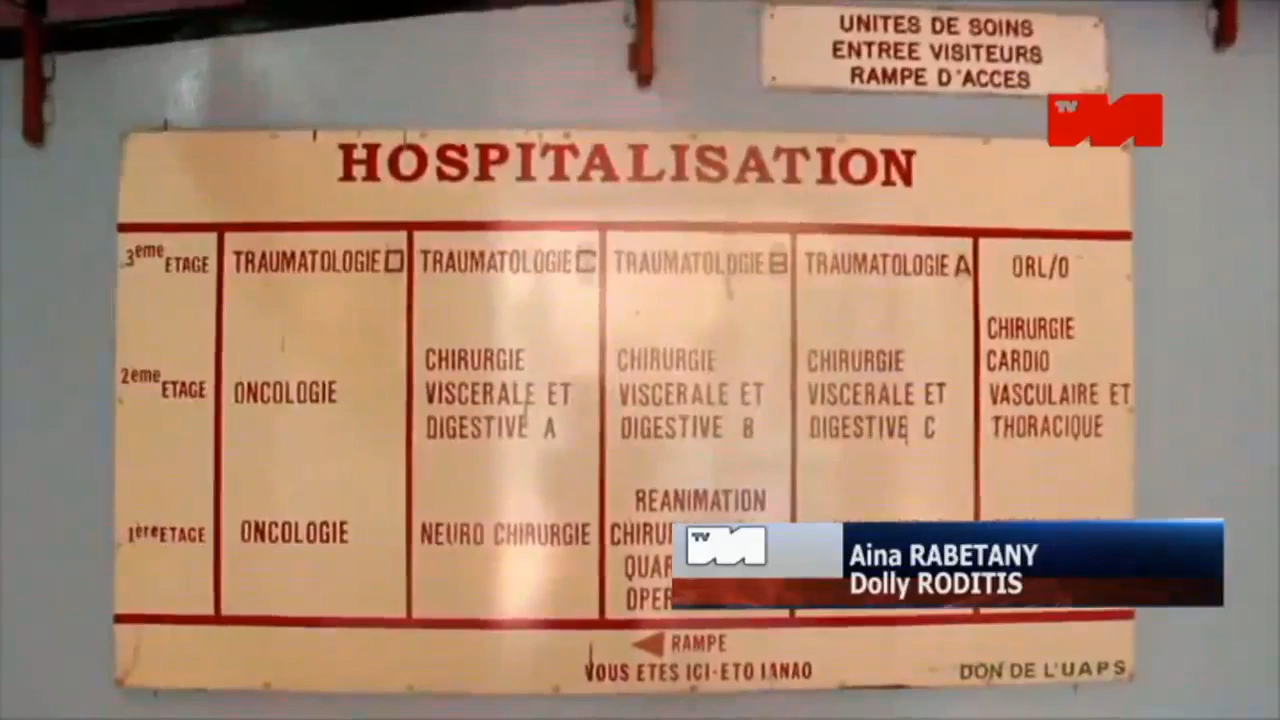 UNITES DE SOINS
ENTREE VISITEURS
RAMPE D'ACCES
TV
HOSPITALISATION
3eme ETAGE TRAUMATOLOGIE D TRAUMATOLOGIE C TRAUMATOLOGIE B TRAUMATOLOGIE A ORL/O
2eme ETAGE
ONCOLOGIE
CHIRURGIE
VISCERALE ET
DIGESTIVE A
CHIRURGIE
VISCERALE ET
DIGESTIVE B
CHIRURGIE
VISCERALE ET
DIGESTIVE C
CHIRURGIE
CARDIO
VASCULAIRE ET
THORACIQUE
1ère ETAGE
ONCOLOGIE
NEURO CHIRURGIE
REANIMATION
TV
Aina RABETANY
Dolly RODITIS
RAMPE
VOUS ETES ICI-ETO IANAO
DON DE L'UAPS